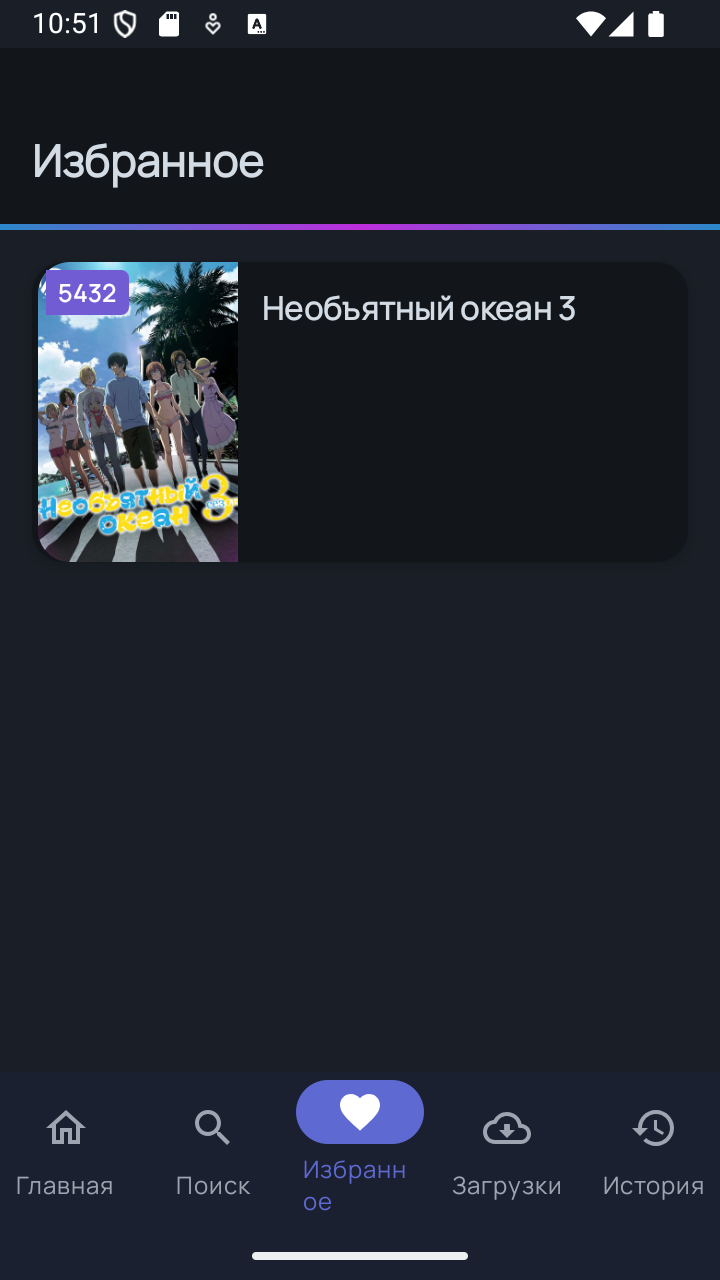 10:51
Избранное
5432
Необъятный океан 3
Необъятный 3
океан
Главная
Поиск
Избранн
ое
Загрузки
История